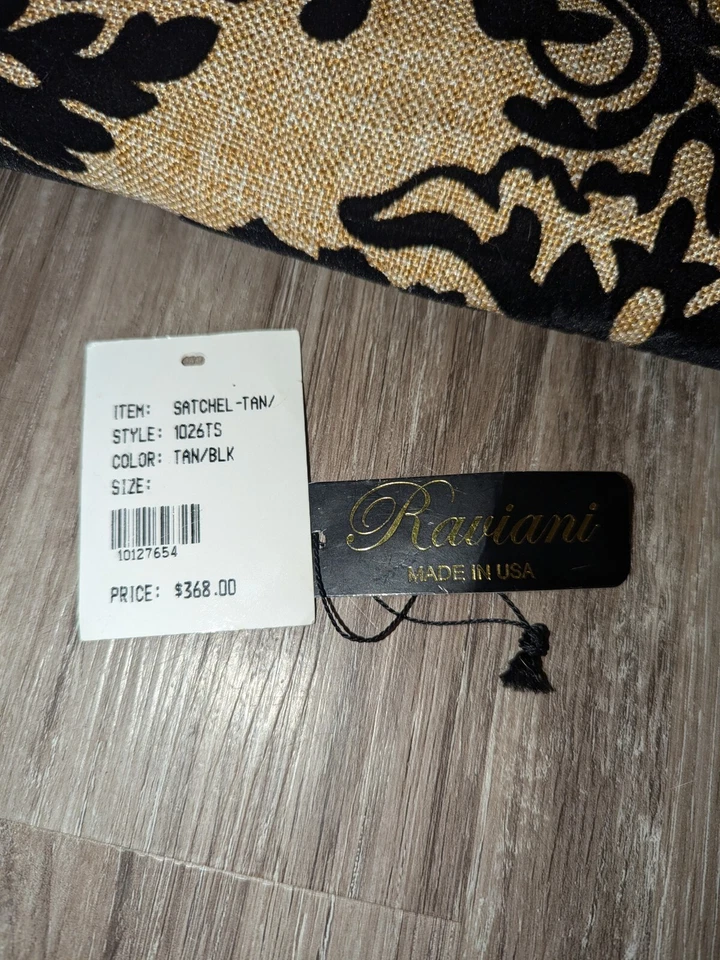 ITEM: SATCHEL-TAN/
STYLE: 1026TS
COLOR: TAN/BLK
SIZE:
10127654
PRICE: $368.00
Raviani
MADE IN USA